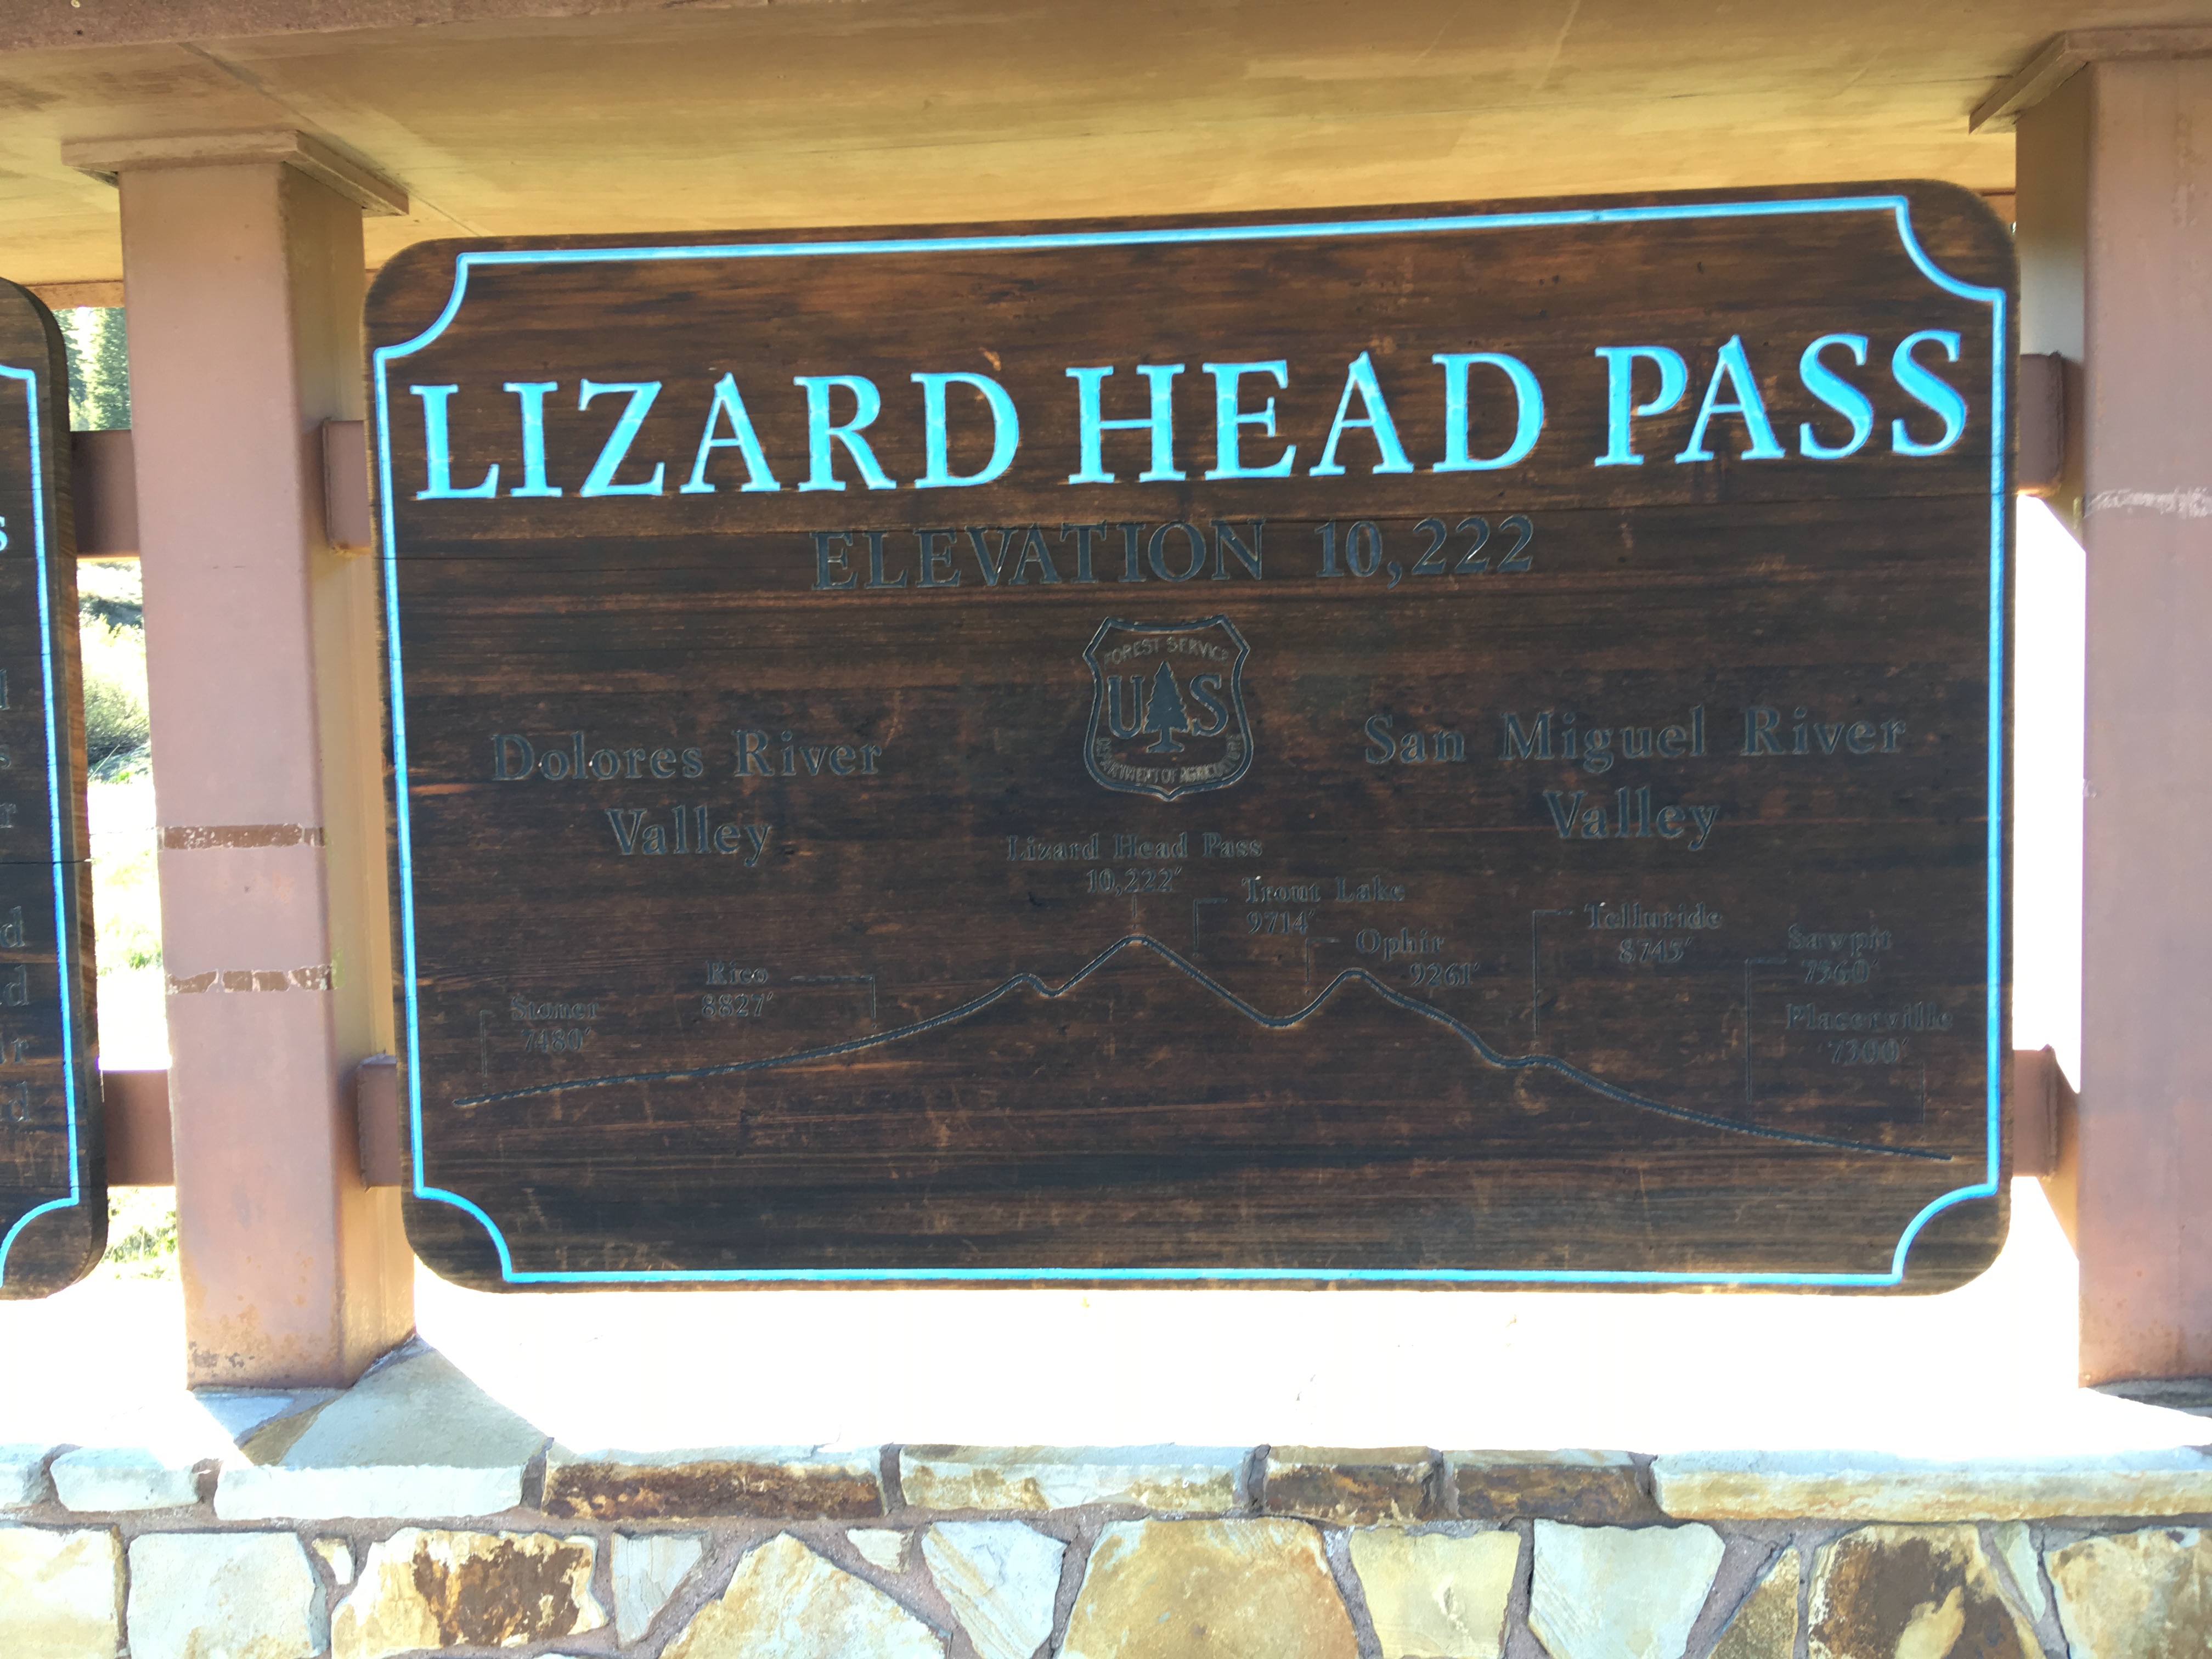 LIZARD HEAD PASS
ELEVATION 10,222
FOREST SERVICE
UAS
DEPARTMENT OF AGRICULTURE
Dolores River
Valley
San Miguel River
Valley
Lizard Head Pass
10,222'
Trout Lake
9714'
Ophir
9261'
Telluride
8745'
Sawpit
7560'
Placerville
7300'
Rico
8827'
Stoner
7480'